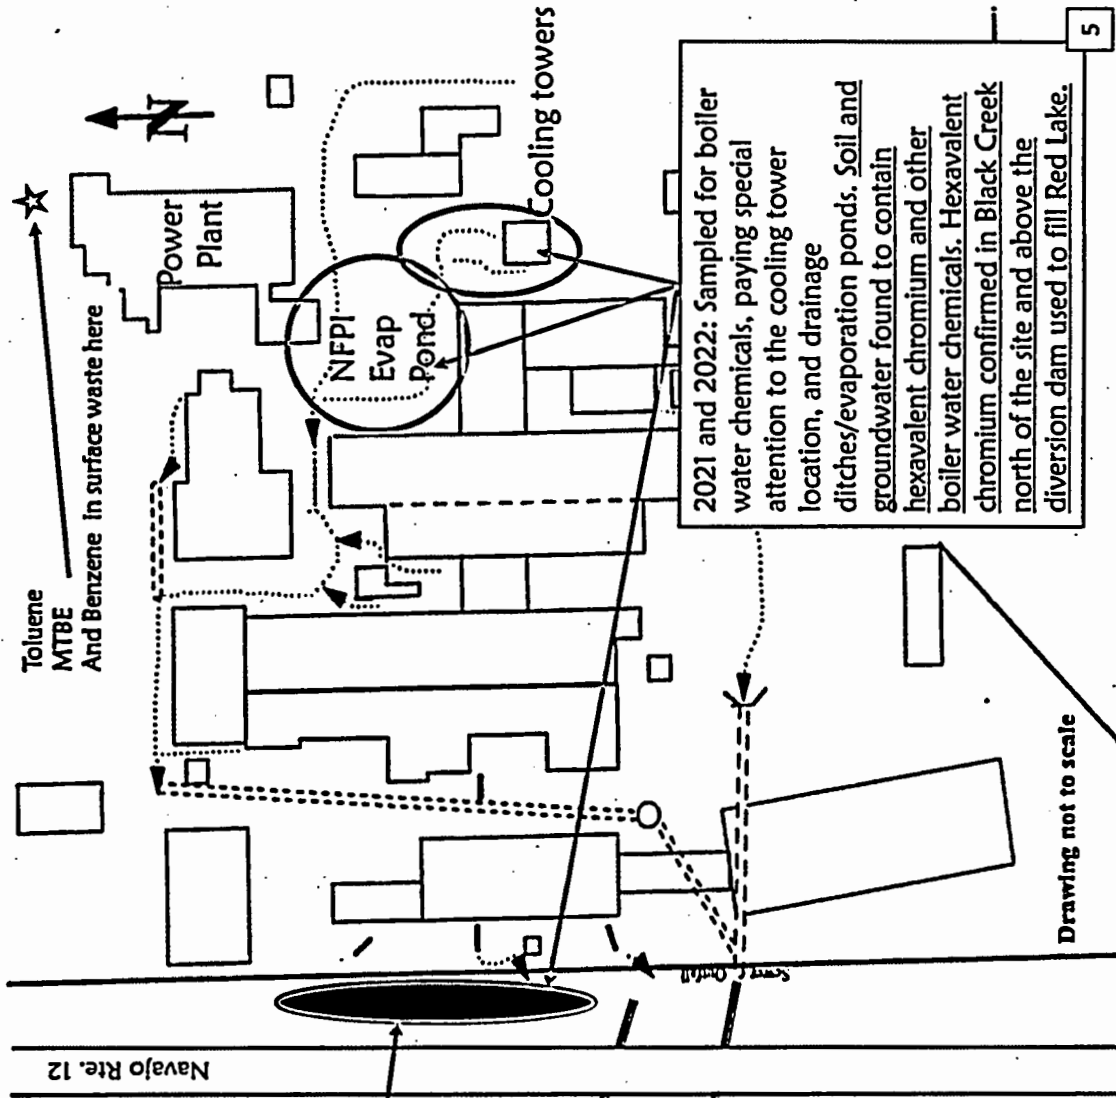 Toluene
MTBE
And Benzene in surface waste here
N
Power
Plant
NFPI
Evap
Pond
Cooling towers
5
2021 and 2022: Sampled for boiler
water chemicals, paying special
attention to the cooling tower
location, and drainage
ditches/evaporation ponds. Soil and
groundwater found to contain
hexavalent chromium and other
boiler water chemicals. Hexavalent
chromium confirmed in Black Creek
north of the site and above the
diversion dam used to fill Red Lake.
Drawing not to scale
Outfall
Navajo Rte. 12